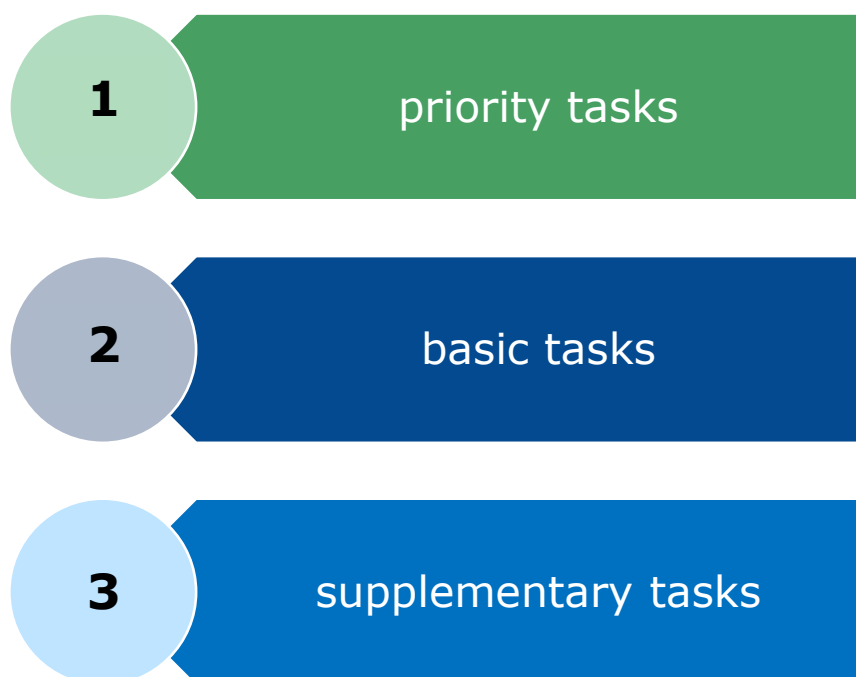 1
priority tasks
2
basic tasks
3
supplementary tasks